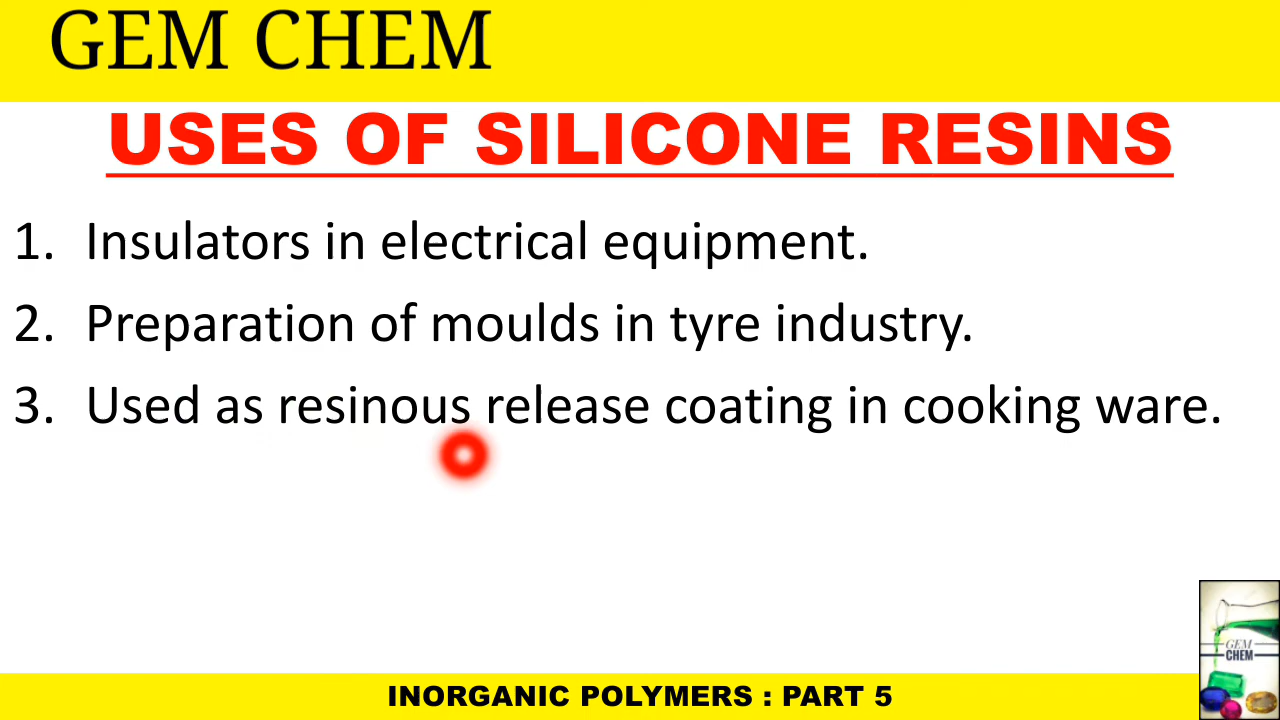 GEM CHEM
USES OF SILICONE RESINS
1. Insulators in electrical equipment.
2. Preparation of moulds in tyre industry.
3. Used as resinous release coating in cooking ware.
GEM
CHEM
INORGANIC POLYMERS : PART 5